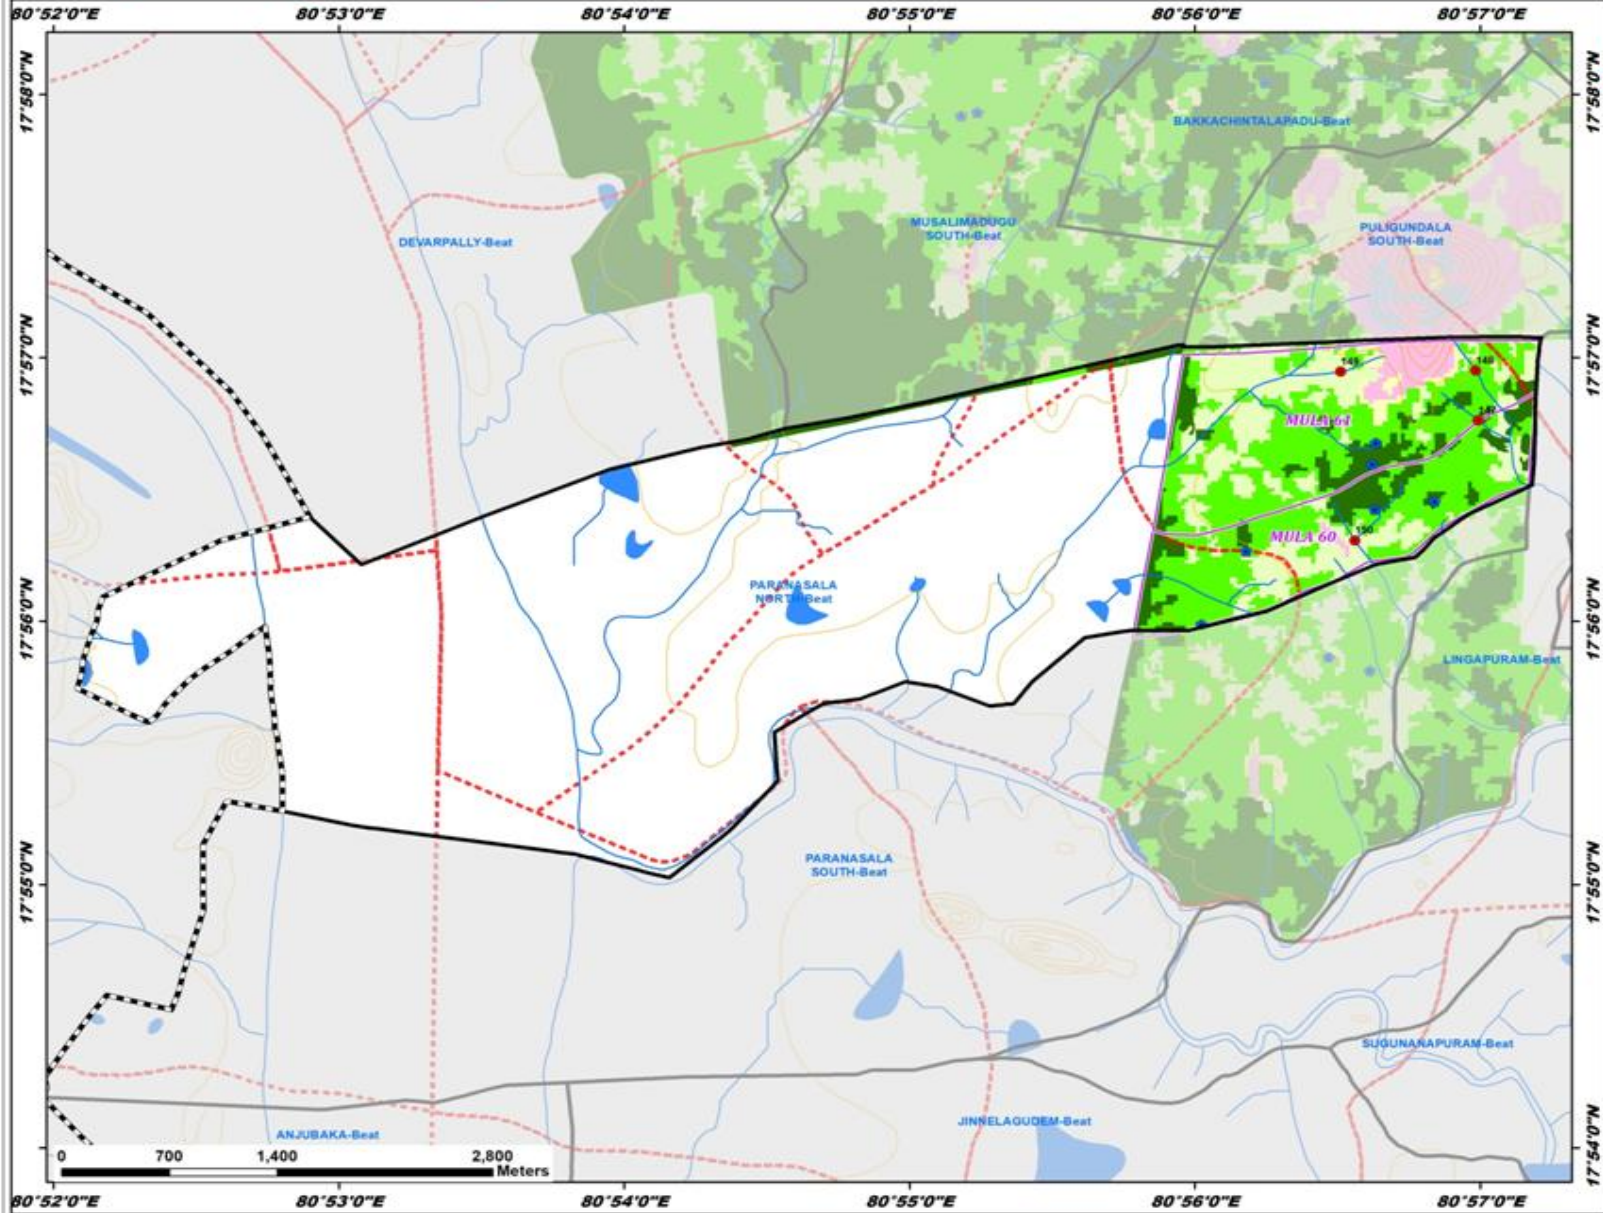 80°52'0"E 80°53'0"E 80°54'0"E 80°55'0"E 80°56'0"E 80°57'0"E
17°58'0"N
17°58'0"N
BAKKACHINTALAPADU-Beat
MUSALIMADUGU
SOUTH-Beat
PULIGUNDALA
SOUTH-Beat
DEVARPALLY-Beat
17°57'0"N
17°57'0"N
149
148
147
MULA 61
150
MULA 60
PARANASALA
NORTH-Beat
17°56'0"N
17°56'0"N
LINGAPURAM-Beat
PARANASALA
SOUTH-Beat
17°55'0"N
17°55'0"N
SUGUNANAPURAM-Beat
JINNELAGUDEM-Beat
ANJUBAKA-Beat
17°54'0"N
0 700 1,400 2,800
Meters
80°52'0"E 80°53'0"E 80°54'0"E 80°55'0"E 80°56'0"E 80°57'0"E